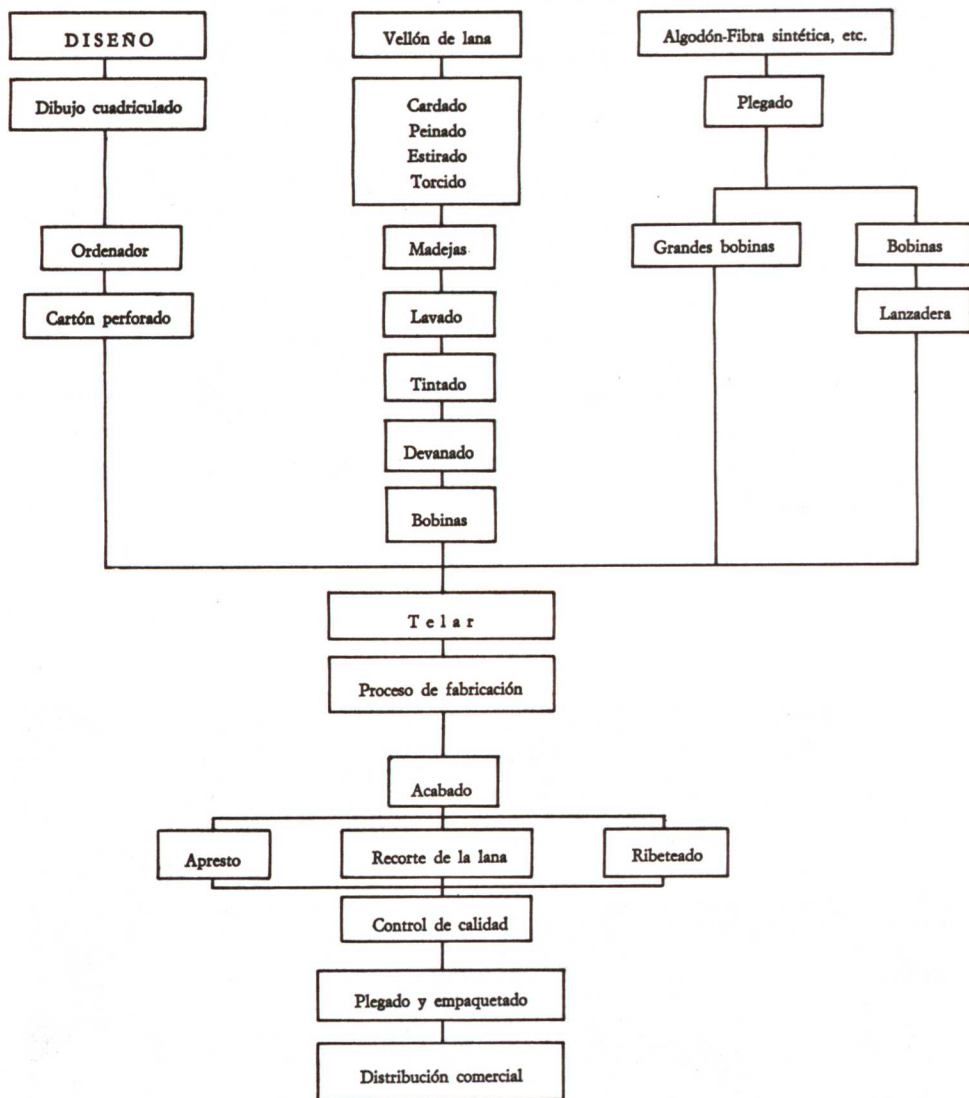 DISEÑO
Dibujo cuadriculado
Ordenador
Cartón perforado
Vellón de lana
Cardado
Peinado
Estirado
Torcido
Madejas
Lavado
Tintado
Devanado
Bobinas
Algodón-Fibra sintética, etc.
Plegado
Grandes bobinas
Bobinas
Lanzadera
Telar
Proceso de fabricación
Acabado
Apresto
Recorte de la lana
Ribeteado
Control de calidad
Plegado y empaquetado
Distribución comercial